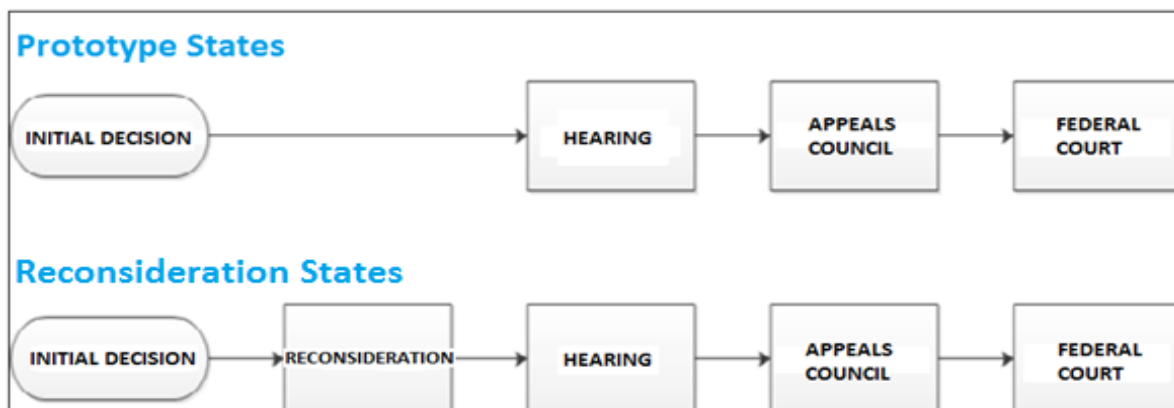 Prototype States
INITIAL DECISION
HEARING
APPEALS
COUNCIL
FEDERAL
COURT
Reconsideration States
INITIAL DECISION
RECONSIDERATION
HEARING
APPEALS
COUNCIL
FEDERAL
COURT